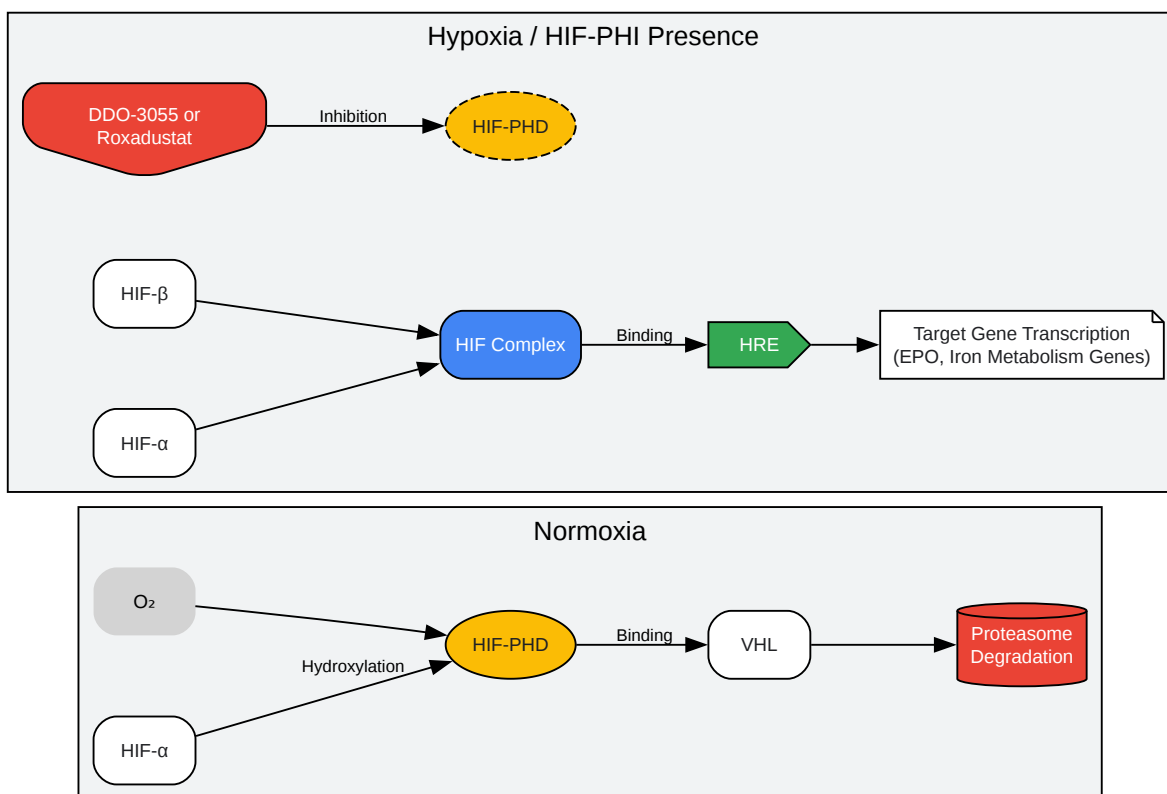 Hypoxia / HIF-PHI Presence
DDO-3055 or
Roxadustat
Inhibition
HIF-PHD
HIF-β
HIF-α
HIF Complex
Binding
HRE
Target Gene Transcription
(EPO, Iron Metabolism Genes)
Normoxia
O₂
Hydroxylation
HIF-α
HIF-PHD
Binding
VHL
Proteasome
Degradation